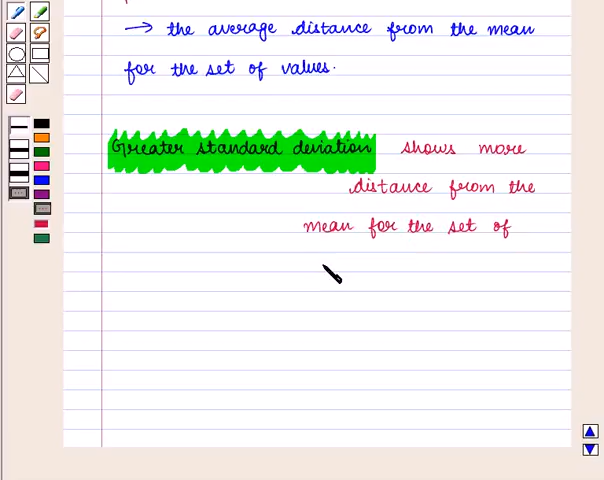 → the average distance from the mean
for the set of values.
Greater standard deviation shows more
distance from the
mean for the set of